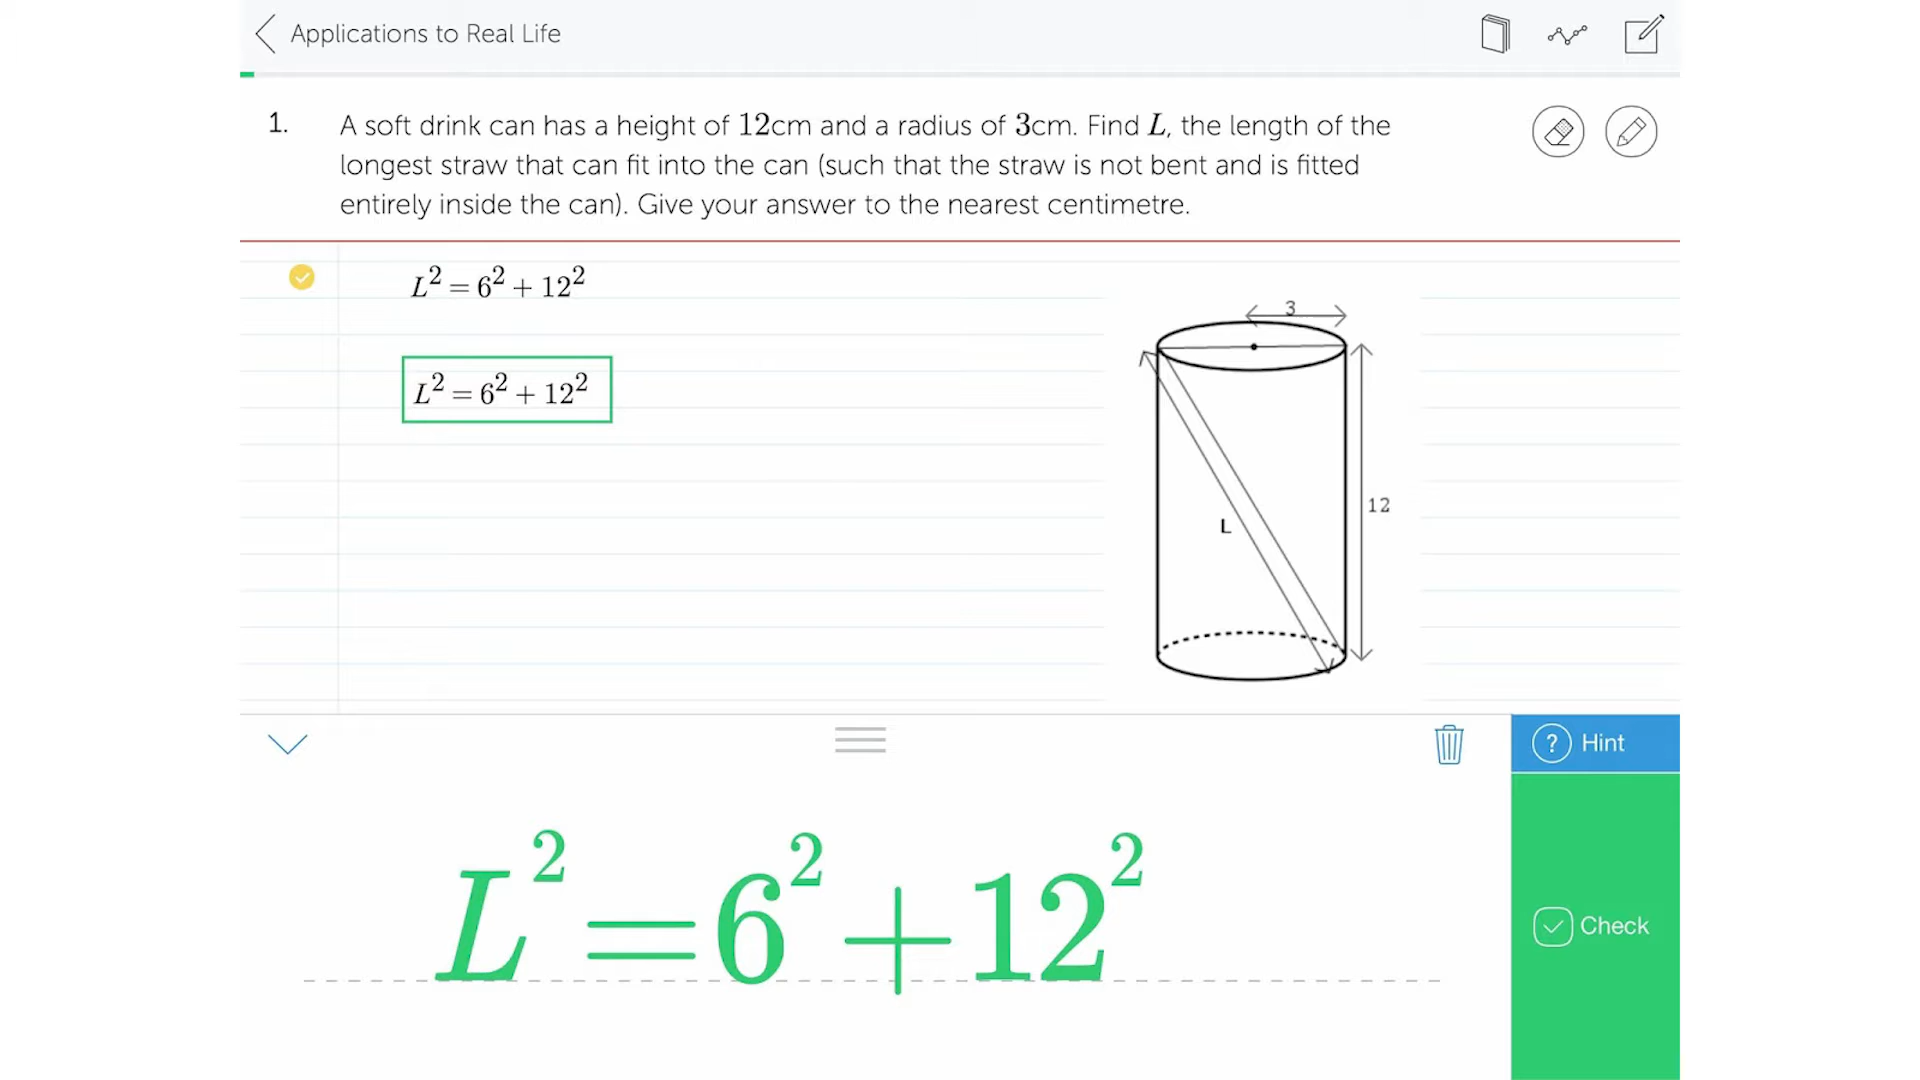 Applications to Real Life
1. A soft drink can has a height of 12cm and a radius of 3cm. Find L, the length of the
longest straw that can fit into the can (such that the straw is not bent and is fitted
entirely inside the can). Give your answer to the nearest centimetre.
L² = 6² + 12²
3
L² = 6² + 12²
12
L
? Hint
L² = 6² + 12²
Check